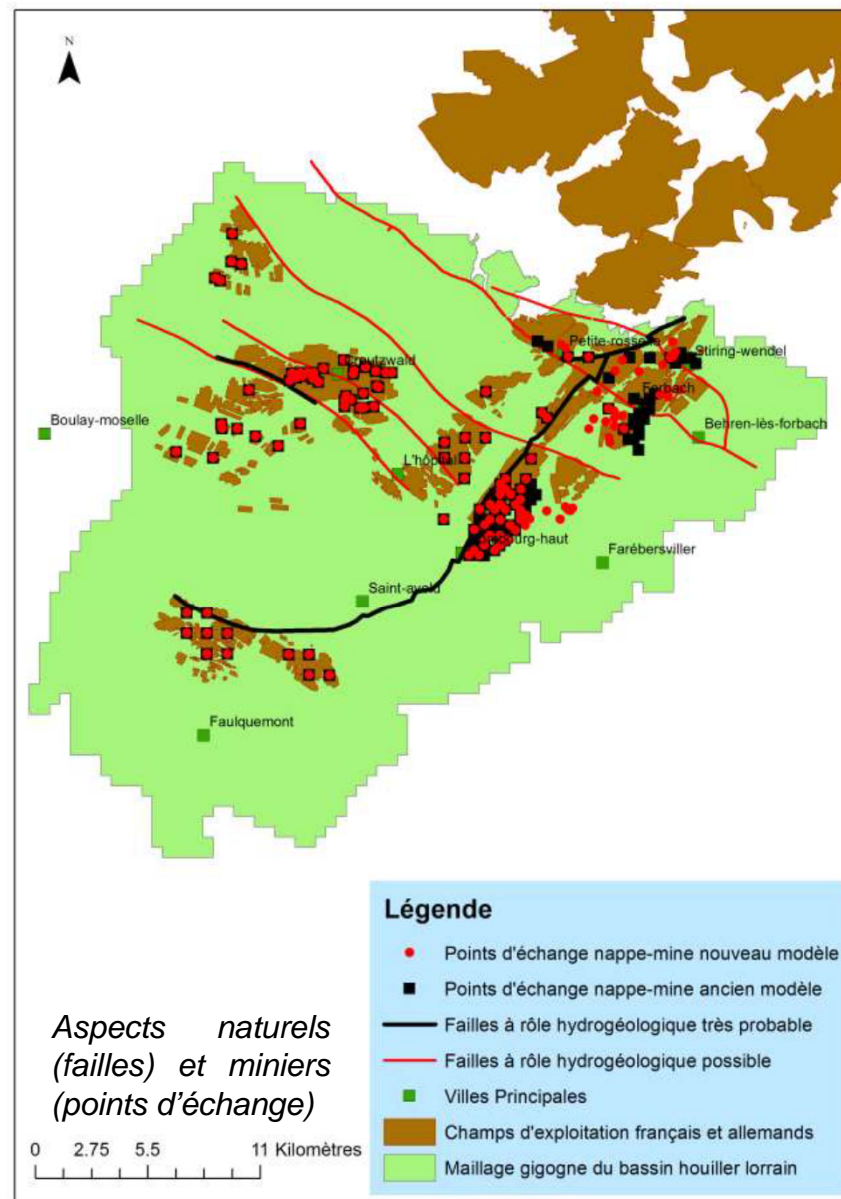 N
Creutzwald
Petite-rosselle
Stiring-wendel
Forbach
Boulay-moselle
Behren-lès-forbach
L'hôpital
Farébersviller
Saint-avold
Faulquemont
Légende
Points d'échange nappe-mine nouveau modèle
Points d'échange nappe-mine ancien modèle
Failles à rôle hydrogéologique très probable
Failles à rôle hydrogéologique possible
Villes Principales
Champs d'exploitation français et allemands
Maillage gigogne du bassin houiller lorrain
Aspects naturels
(failles) et miniers
(points d'échange)
0 2.75 5.5 11 Kilomètres